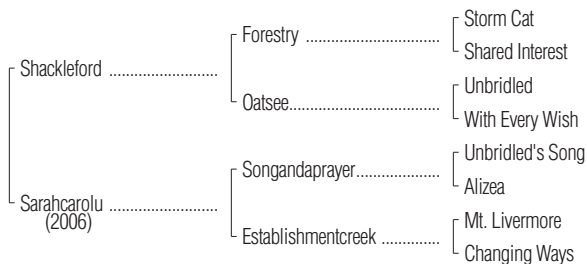 Storm Cat
Forestry ................................
Shared Interest
Shackleford ..........................
Unbridled
Oatsee....................................
With Every Wish
Unbridled's Song
Songandaprayer...................
Alizea
Sarahcarolu ..........................
(2006)
Mt. Livermore
Establishmentcreek .............
Changing Ways